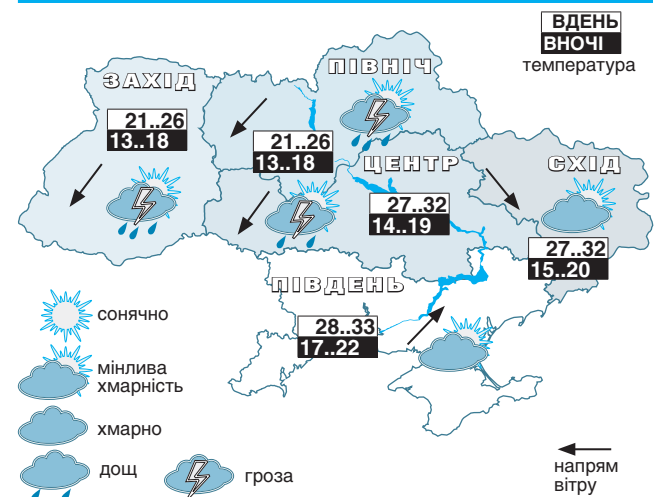 ВДЕНЬ
ВНОЧІ
температура
ПІВНІЧ
ЗАХІД
21..26
13..18
21..26
13..18
ЦЕНТР
СХІД
27..32
14..19
27..32
15..20
ПІВДЕНЬ
28..33
17..22
сонячно
мінлива
хмарність
хмарно
дощ
гроза
напрям
вітру